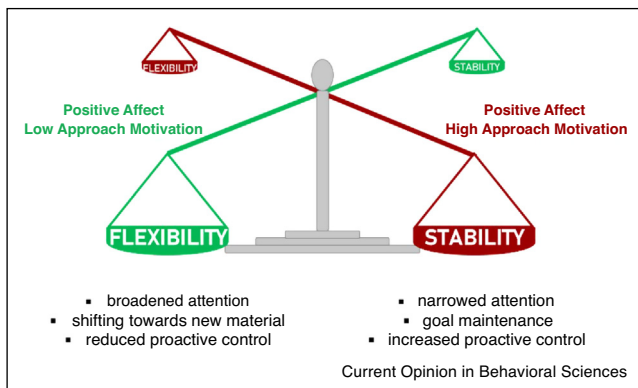 FLEXIBILITY
STABILITY
Positive Affect
Low Approach Motivation
Positive Affect
High Approach Motivation
FLEXIBILITY
STABILITY
▪ broadened attention
▪ shifting towards new material
▪ reduced proactive control
▪ narrowed attention
▪ goal maintenance
▪ increased proactive control
Current Opinion in Behavioral Sciences